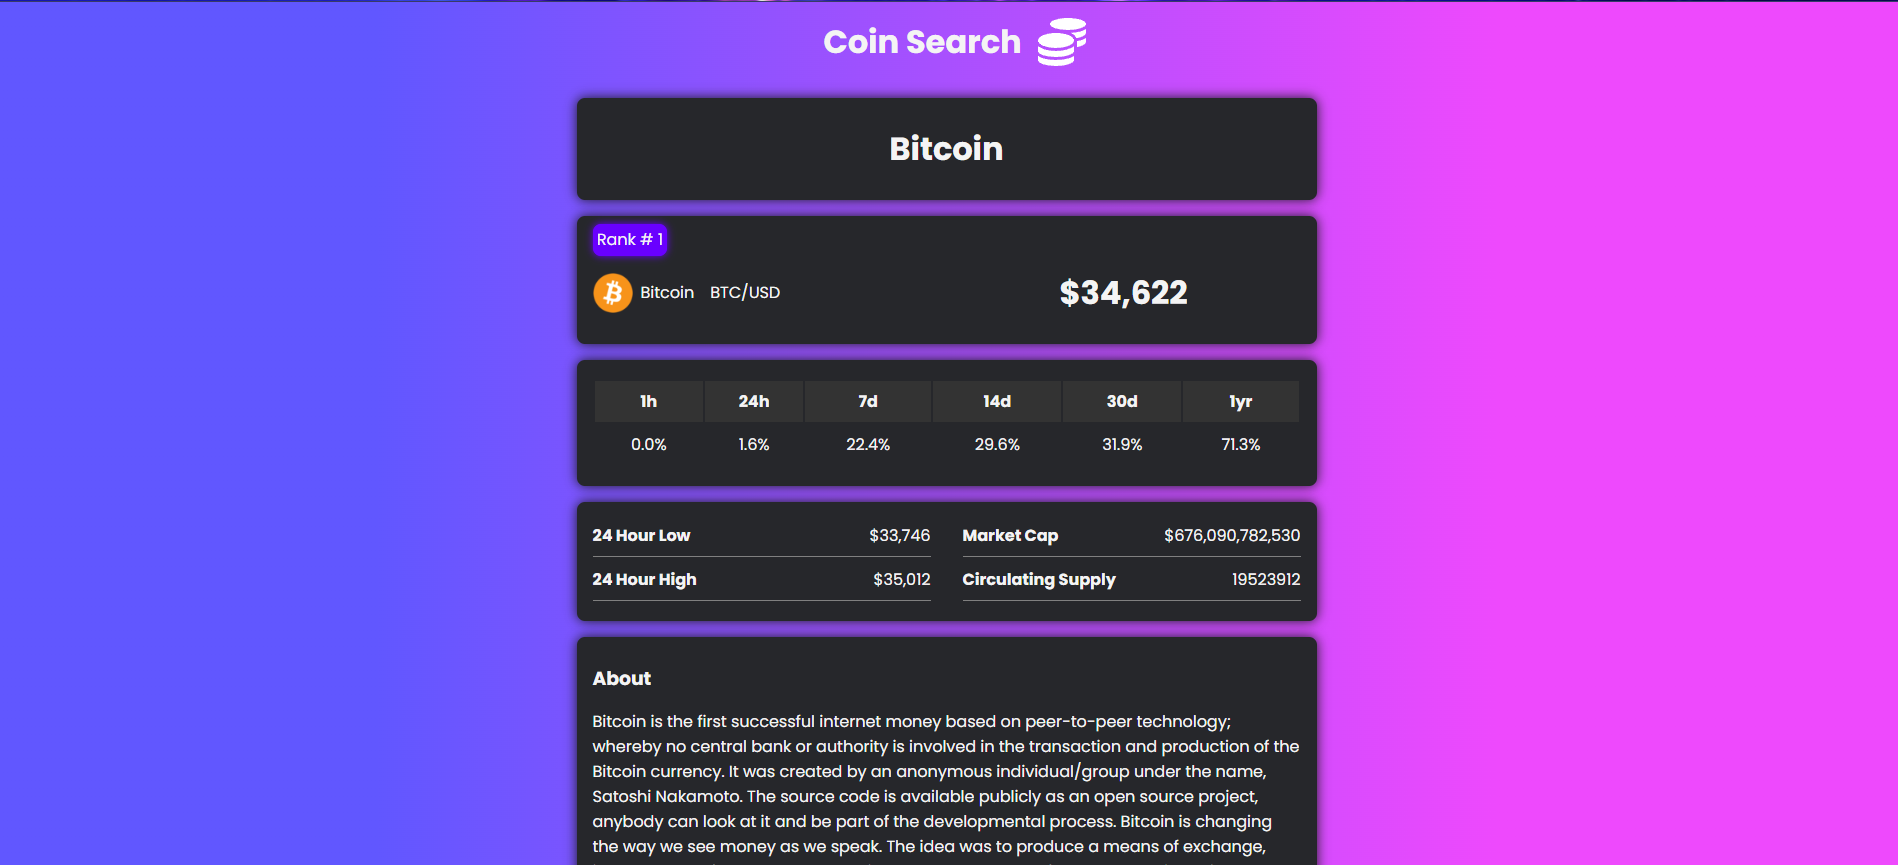 Coin Search
Bitcoin
Rank # 1
Bitcoin BTC/USD $34,622
1h 24h 7d 14d 30d 1yr
0.0% 1.6% 22.4% 29.6% 31.9% 71.3%
24 Hour Low $33,746 Market Cap $676,090,782,530
24 Hour High $35,012 Circulating Supply 19523912
About
Bitcoin is the first successful internet money based on peer-to-peer technology;
whereby no central bank or authority is involved in the transaction and production of the
Bitcoin currency. It was created by an anonymous individual/group under the name,
Satoshi Nakamoto. The source code is available publicly as an open source project,
anybody can look at it and be part of the developmental process. Bitcoin is changing
the way we see money as we speak. The idea was to produce a means of exchange,